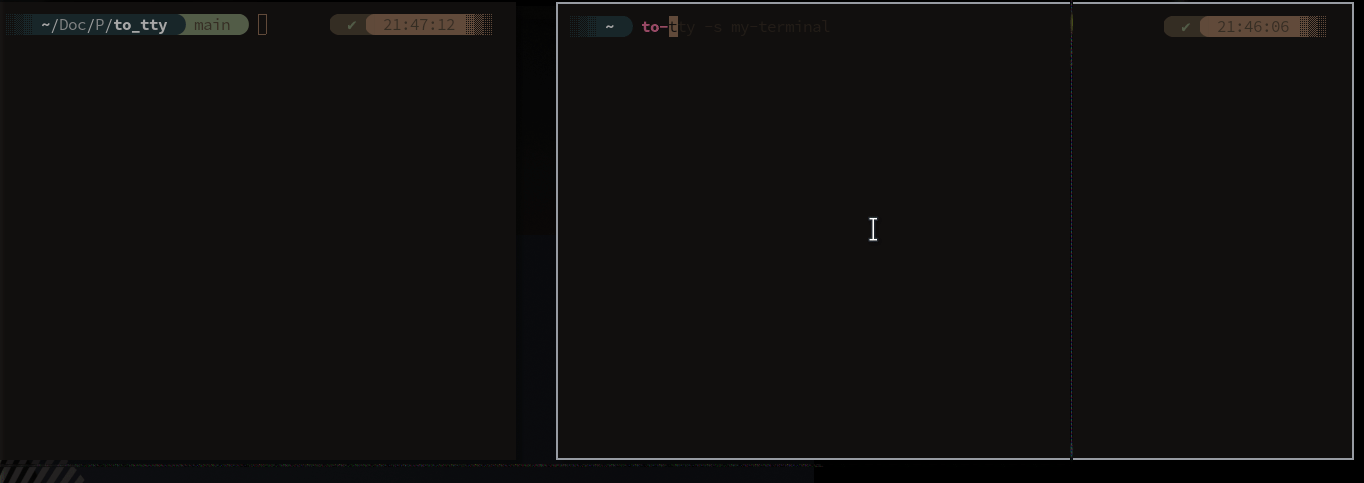 ~/Doc/P/to_tty main ✔ 21:47:12
~ to-tty -s my-terminal ✔ 21:46:06